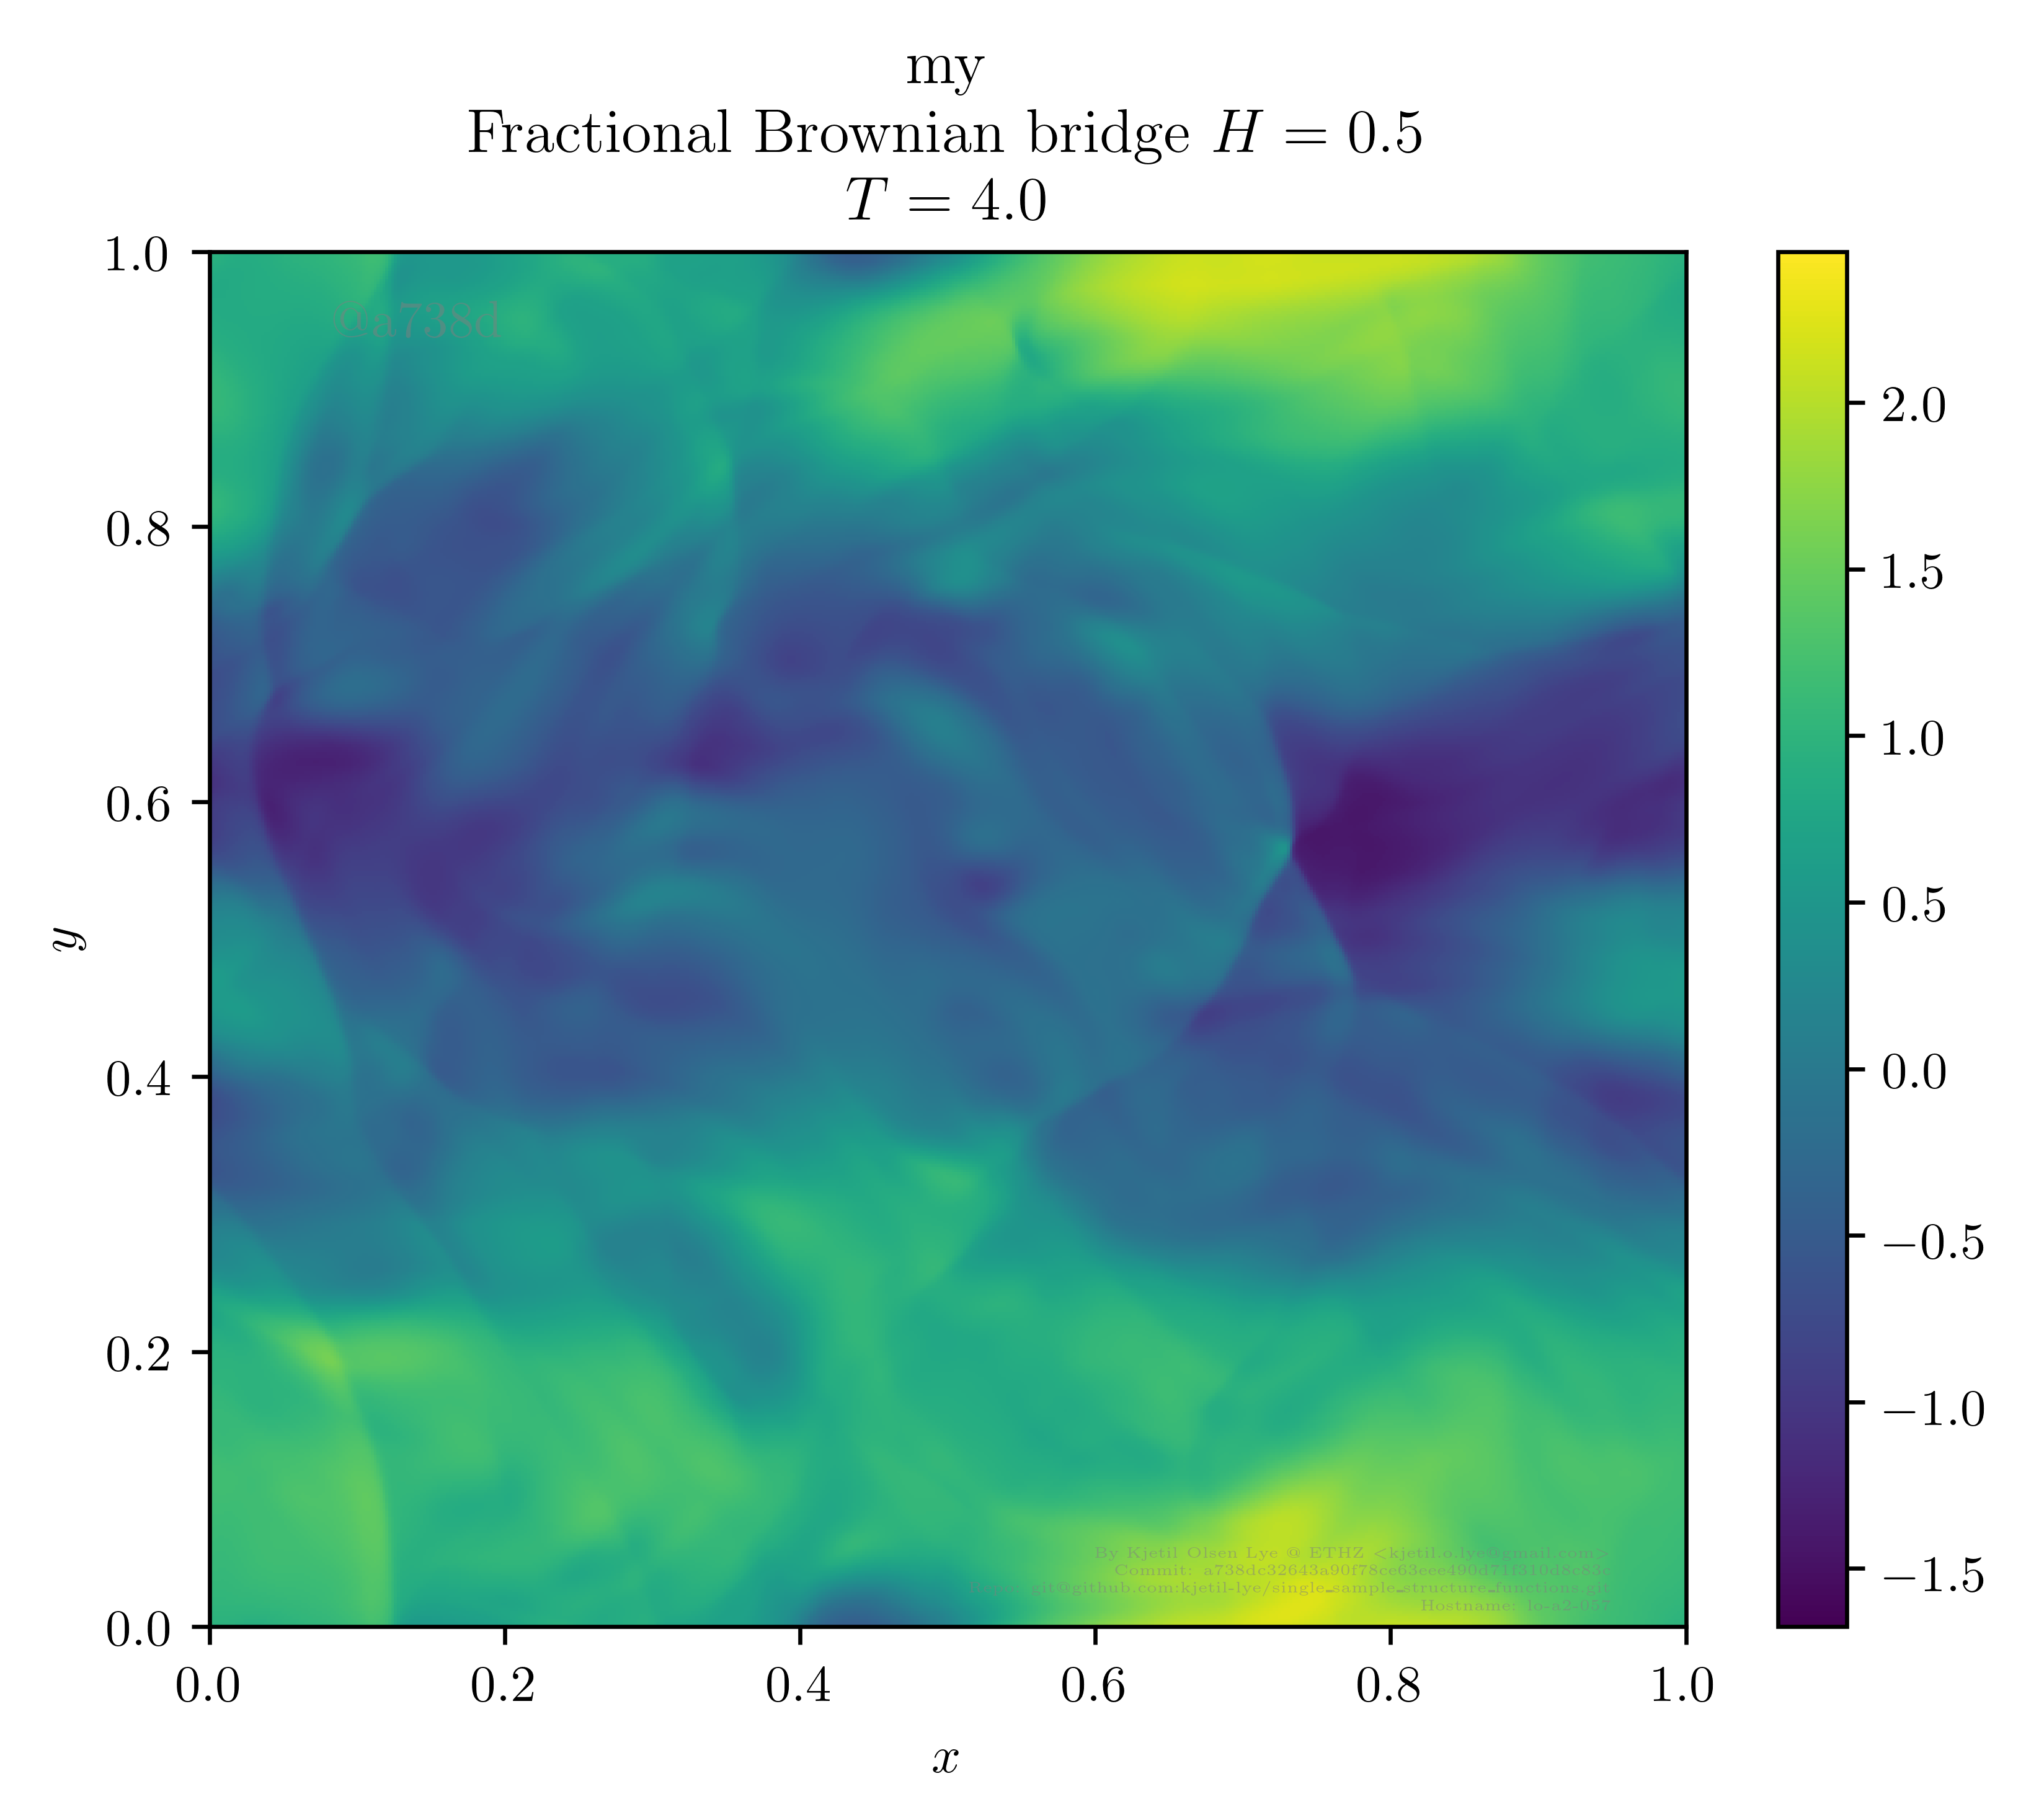 my
Fractional Brownian bridge H = 0.5
T = 4.0
@a738d
1.0
0.8
0.6
0.4
0.2
0.0
y
0.0 0.2 0.4 0.6 0.8 1.0
x
2.0
1.5
1.0
0.5
0.0
−0.5
−1.0
−1.5
By Kjetil Olsen Lye @ ETHZ <kjetil.o.lye@gmail.com>
Commit:
git@github.com:kjetil-lye/single_sample_structure_functions.git
Hostname: lo-a2-057